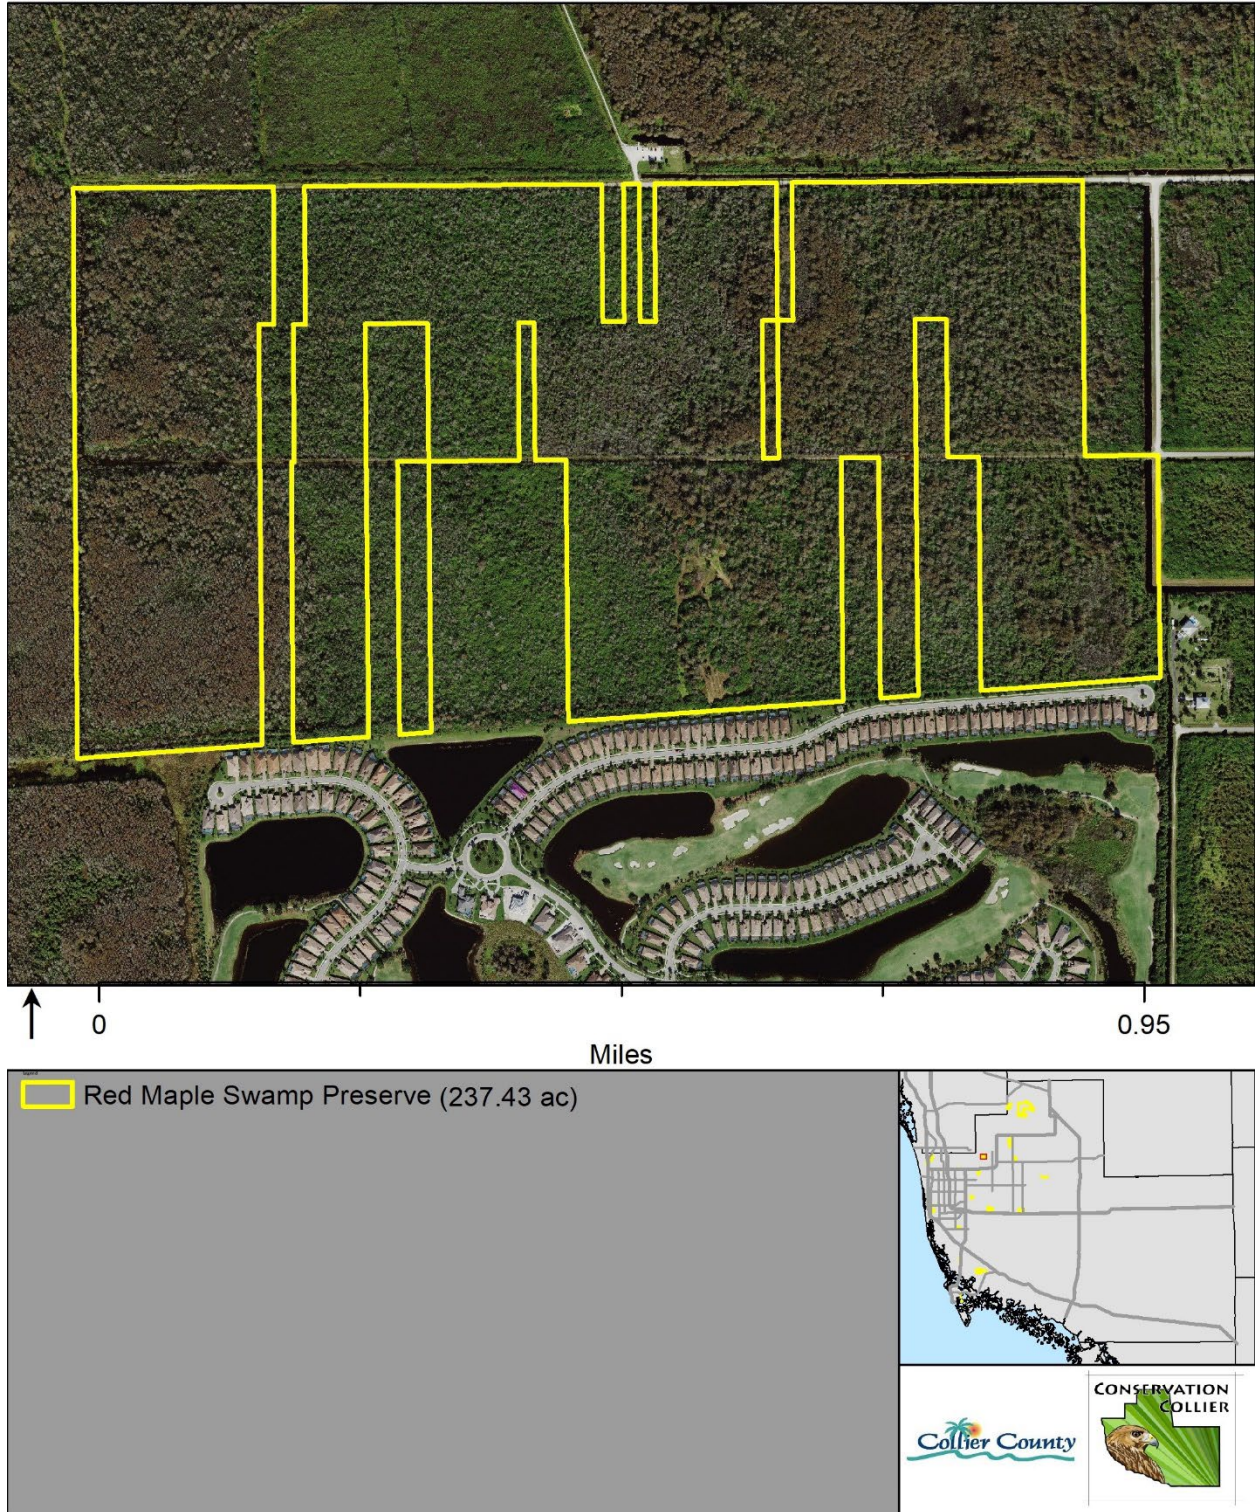 0
0.95
Miles
Red Maple Swamp Preserve (237.43 ac)
Collier County
CONSERVATION
COLLIER